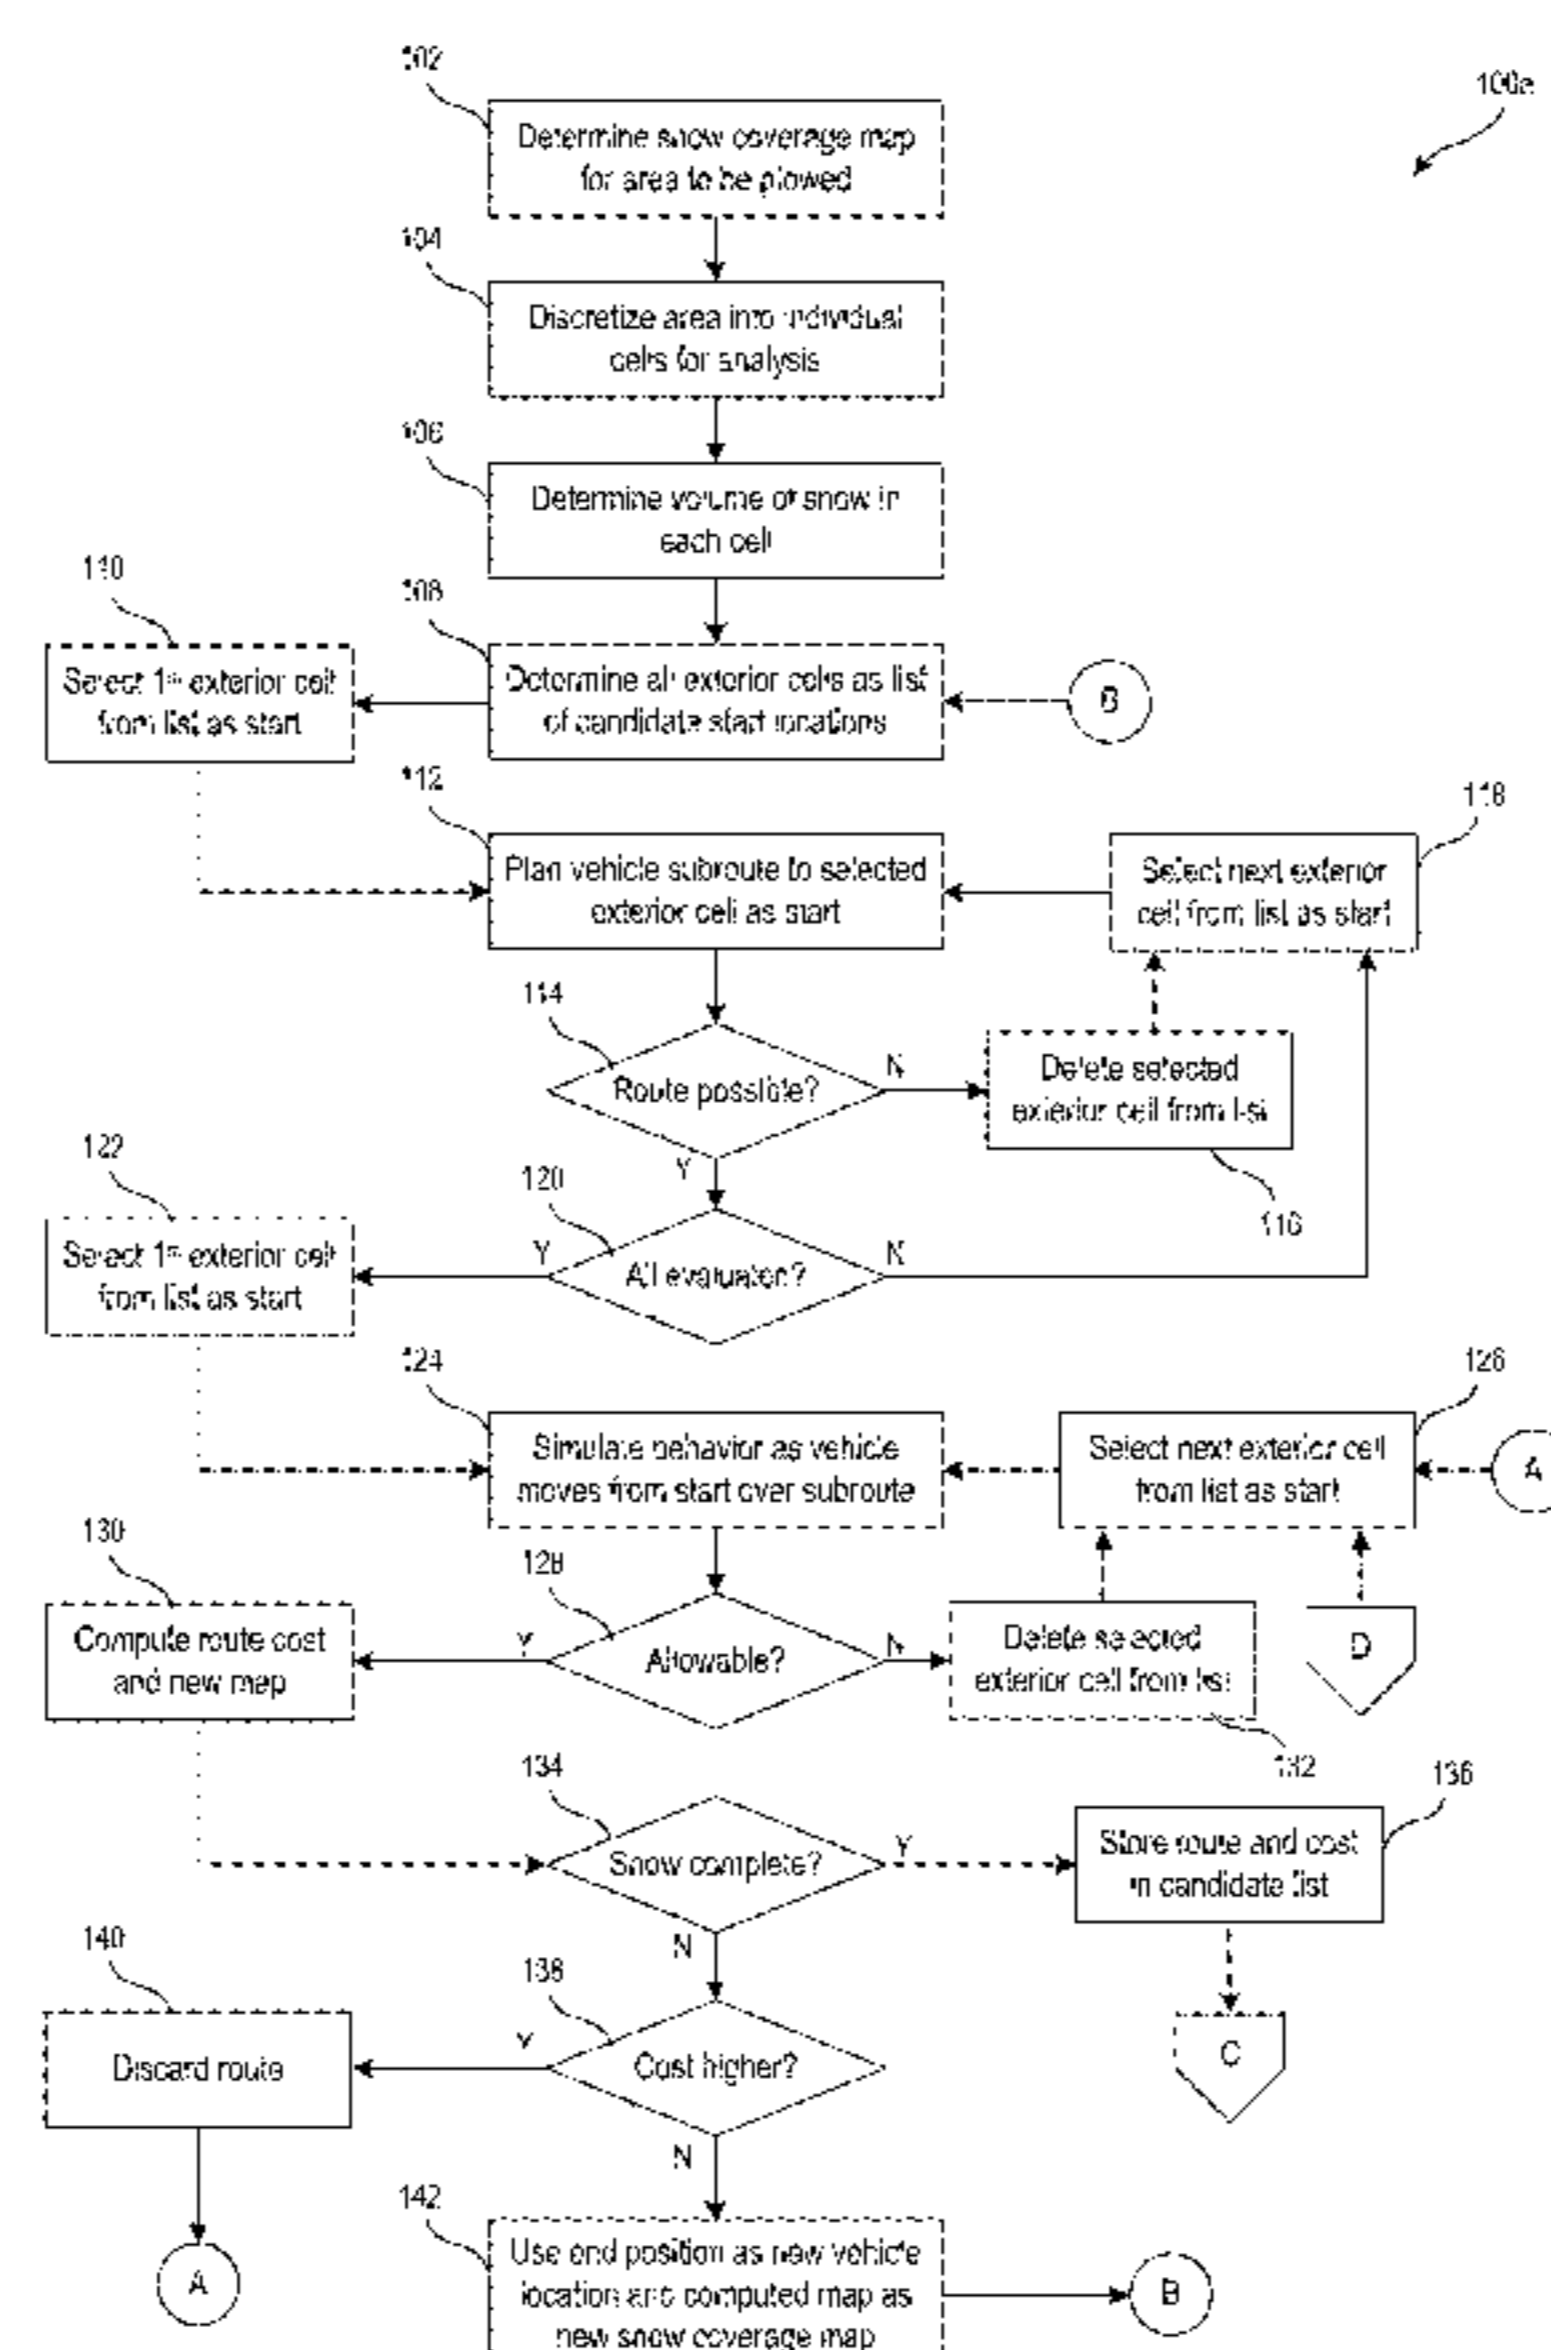 102
100a
Determine snow coverage map
for area to be plowed
104
Discretize area into individual
cells for analysis
106
Determine volume of snow in
each cell
110
108
Select 1st exterior cell
from list as start
Determine all exterior cells as list
of candidate start locations
B
112
118
Plan vehicle subroute to selected
exterior cell as start
Select next exterior
cell from list as start
114
Route possible?
N
Delete selected
exterior cell from list
Y
116
122
120
Select 1st exterior cell
from list as start
Y
All evaluated?
N
124
126
Simulate behavior as vehicle
moves from start over subroute
Select next exterior cell
from list as start
A
130
128
Compute route cost
and new map
Y
Allowable?
N
Delete selected
exterior cell from list
D
132
134
136
Snow complete?
Y
Store route and cost
in candidate list
N
140
138
Discard route
Y
Cost higher?
C
N
142
A
Use end position as new vehicle
location and computed map as
new snow coverage map
B